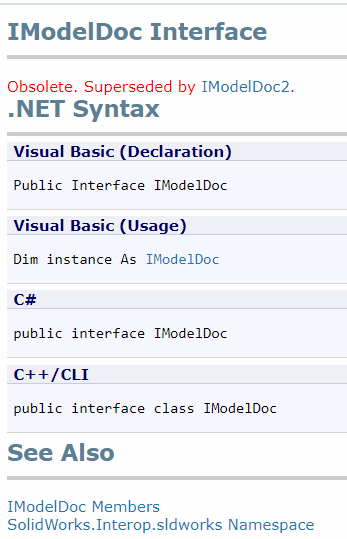 IModelDoc Interface
Obsolete. Superseded by IModelDoc2.
.NET Syntax
Visual Basic (Declaration)
Public Interface IModelDoc
Visual Basic (Usage)
Dim instance As IModelDoc
C#
public interface IModelDoc
C++/CLI
public interface class IModelDoc
See Also
IModelDoc Members
SolidWorks.Interop.sldworks Namespace